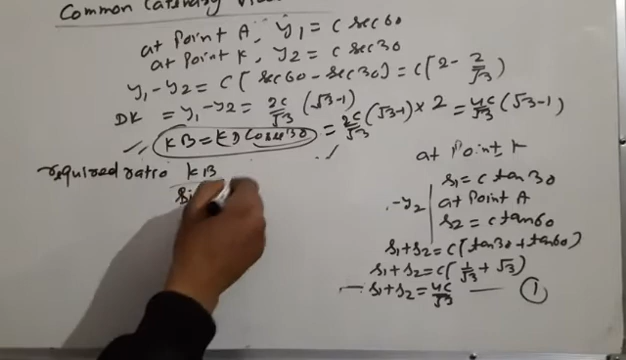 Common Catenary
at Point A, y₁ = c sec60
at Point K, y₂ = c sec30
y₁-y₂ = c( sec60 - sec30) = c(2 - 2/√3)
DK = y₁-y₂ = 2c/√3 (√3-1)
KB = KD cosec30 = 2c/√3 (√3-1) × 2 = 4c/√3 (√3-1)
required ratio KB
at Point K
s₁ = c tan30
-y₂
at Point A
s₂ = c tan60
s₁+s₂ = c( tan30 + tan60)
s₁+s₂ = c( 1/√3 + √3)
s₁+s₂ = 4c/√3 — ①